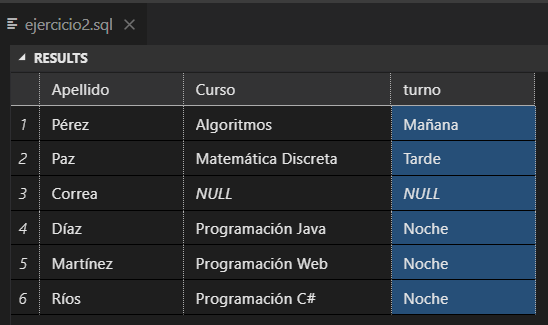 ejercicio2.sql
RESULTS
Apellido Curso turno
1 Pérez Algoritmos Mañana
2 Paz Matemática Discreta Tarde
3 Correa NULL NULL
4 Díaz Programación Java Noche
5 Martínez Programación Web Noche
6 Ríos Programación C# Noche